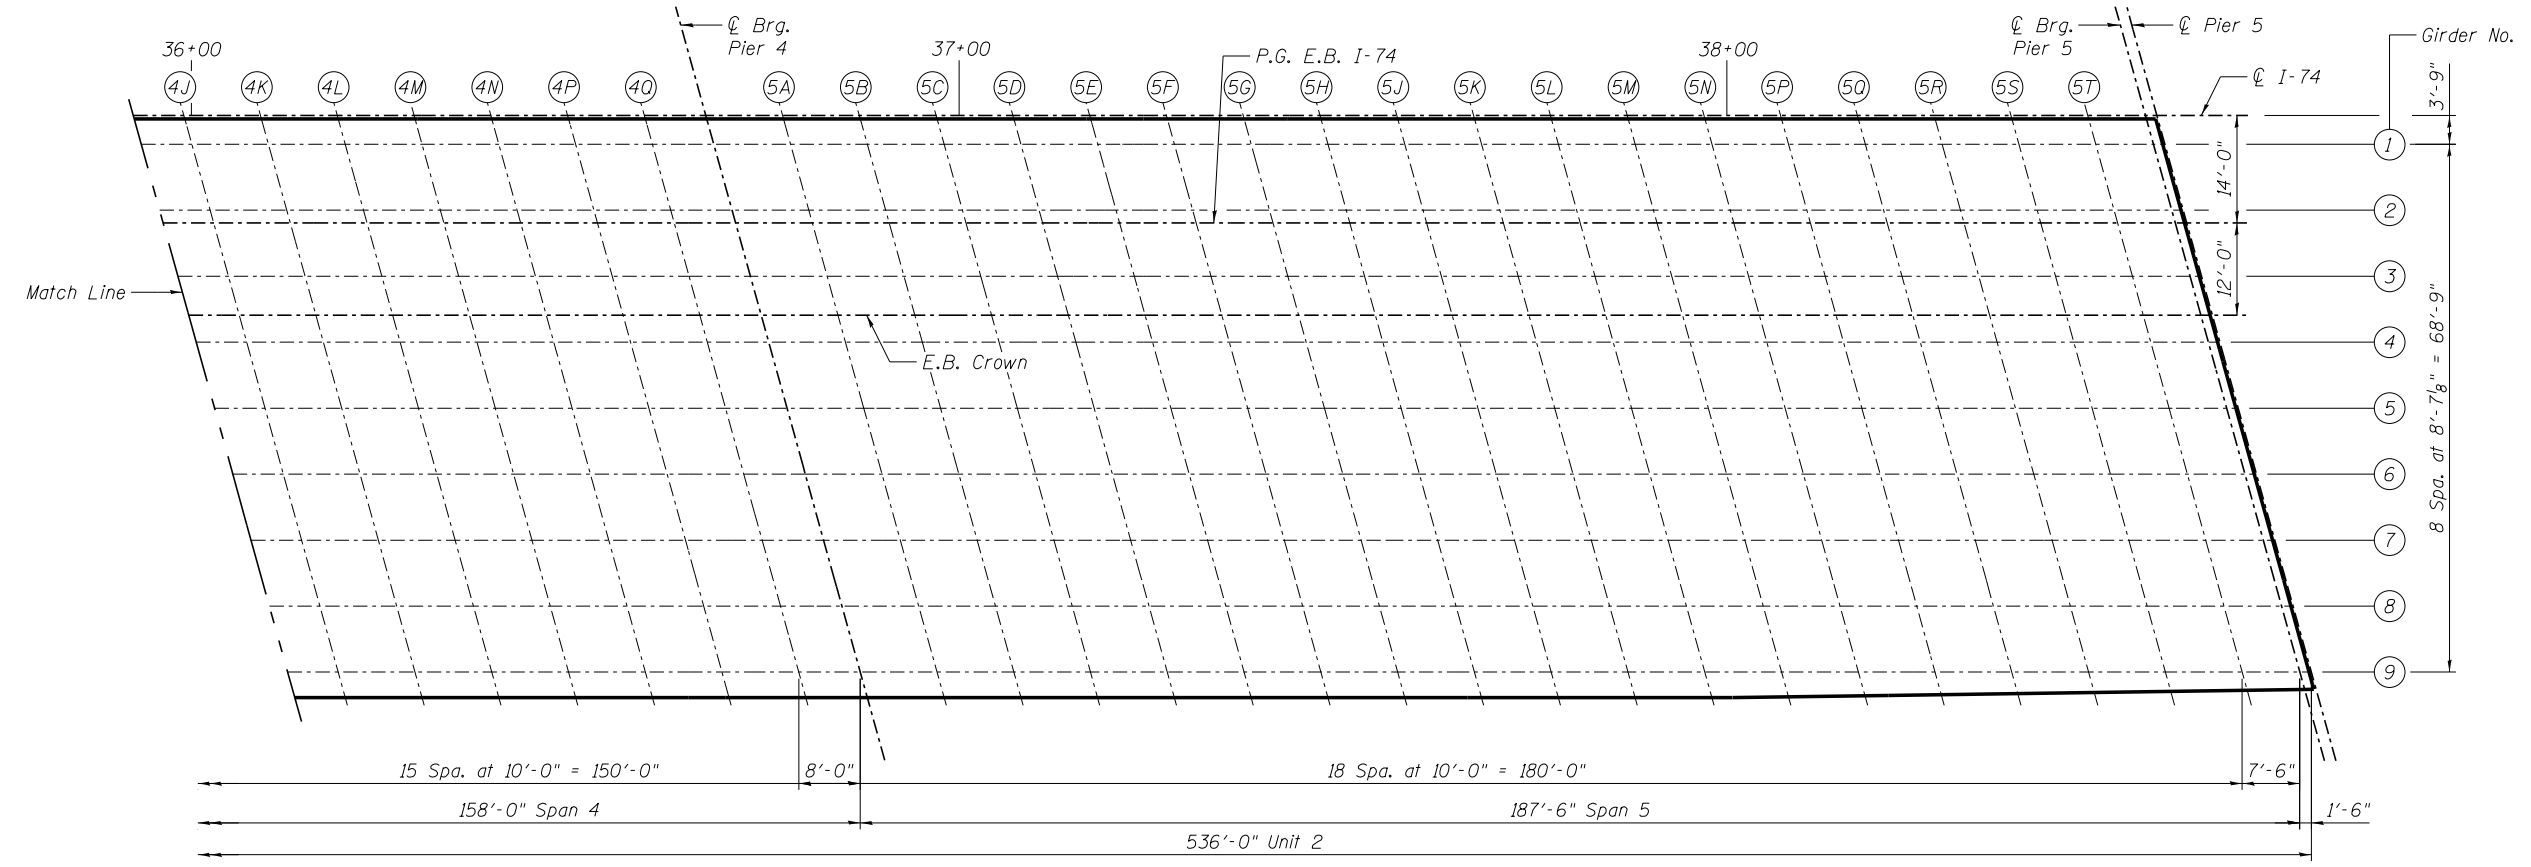 ℄ Brg.
Pier 4
℄ Brg.
Pier 5
℄ Pier 5
Girder No.
36+00
37+00
38+00
P.G. E.B. I-74
℄ I-74
3'-9"
4J 4K 4L 4M 4N 4P 4Q 5A 5B 5C 5D 5E 5F 5G 5H 5J 5K 5L 5M 5N 5P 5Q 5R 5S 5T
1
14'-0"
2
3
12'-0"
Match Line
4
E.B. Crown
8 Spa. at 8'-7⅛" = 68'-9"
5
6
7
8
9
15 Spa. at 10'-0" = 150'-0"
8'-0"
18 Spa. at 10'-0" = 180'-0"
7'-6"
158'-0" Span 4
187'-6" Span 5
1'-6"
536'-0" Unit 2